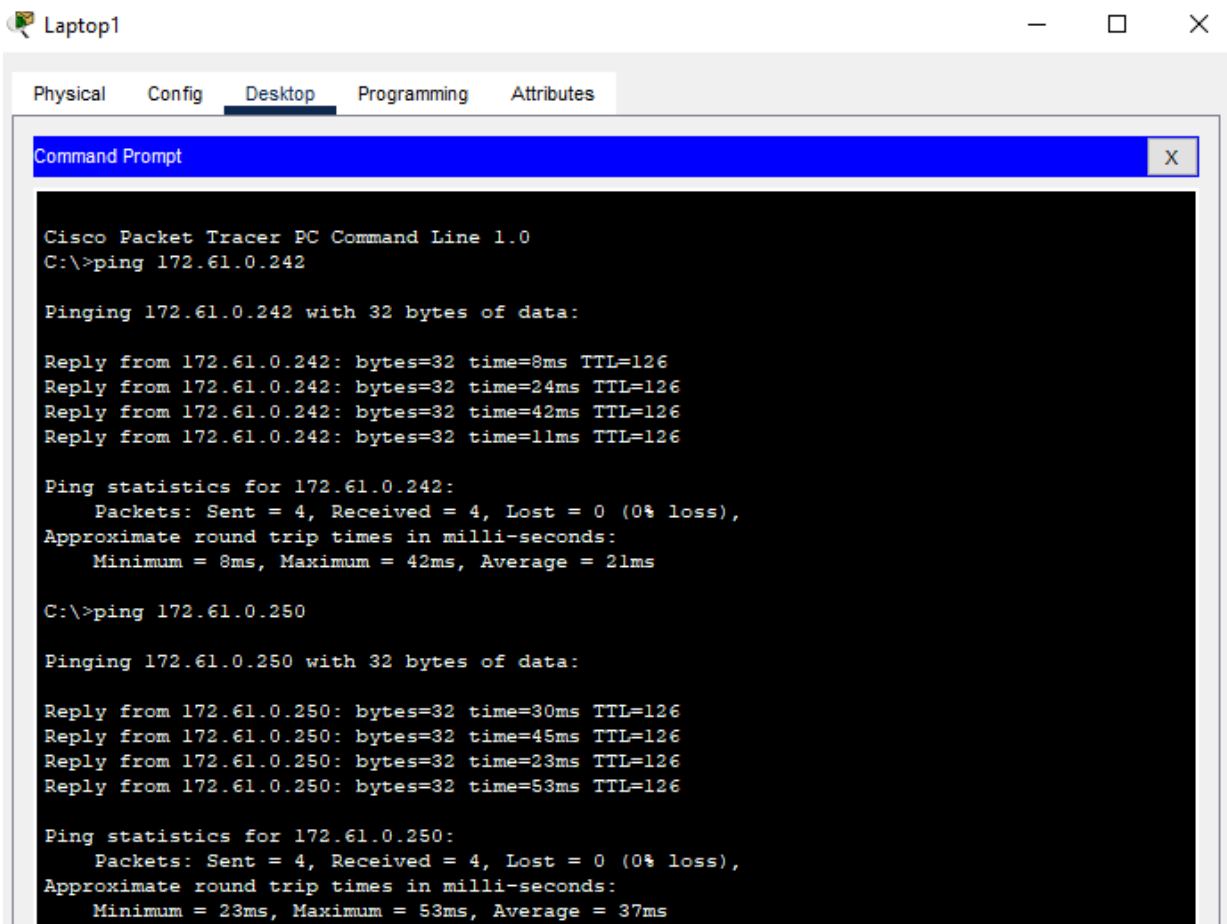 Laptop1
Physical Config Desktop Programming Attributes
Command Prompt X
Cisco Packet Tracer PC Command Line 1.0
C:\>ping 172.61.0.242
Pinging 172.61.0.242 with 32 bytes of data:
Reply from 172.61.0.242: bytes=32 time=8ms TTL=126
Reply from 172.61.0.242: bytes=32 time=24ms TTL=126
Reply from 172.61.0.242: bytes=32 time=42ms TTL=126
Reply from 172.61.0.242: bytes=32 time=11ms TTL=126
Ping statistics for 172.61.0.242:
Packets: Sent = 4, Received = 4, Lost = 0 (0% loss),
Approximate round trip times in milli-seconds:
Minimum = 8ms, Maximum = 42ms, Average = 21ms
C:\>ping 172.61.0.250
Pinging 172.61.0.250 with 32 bytes of data:
Reply from 172.61.0.250: bytes=32 time=30ms TTL=126
Reply from 172.61.0.250: bytes=32 time=45ms TTL=126
Reply from 172.61.0.250: bytes=32 time=23ms TTL=126
Reply from 172.61.0.250: bytes=32 time=53ms TTL=126
Ping statistics for 172.61.0.250:
Packets: Sent = 4, Received = 4, Lost = 0 (0% loss),
Approximate round trip times in milli-seconds:
Minimum = 23ms, Maximum = 53ms, Average = 37ms